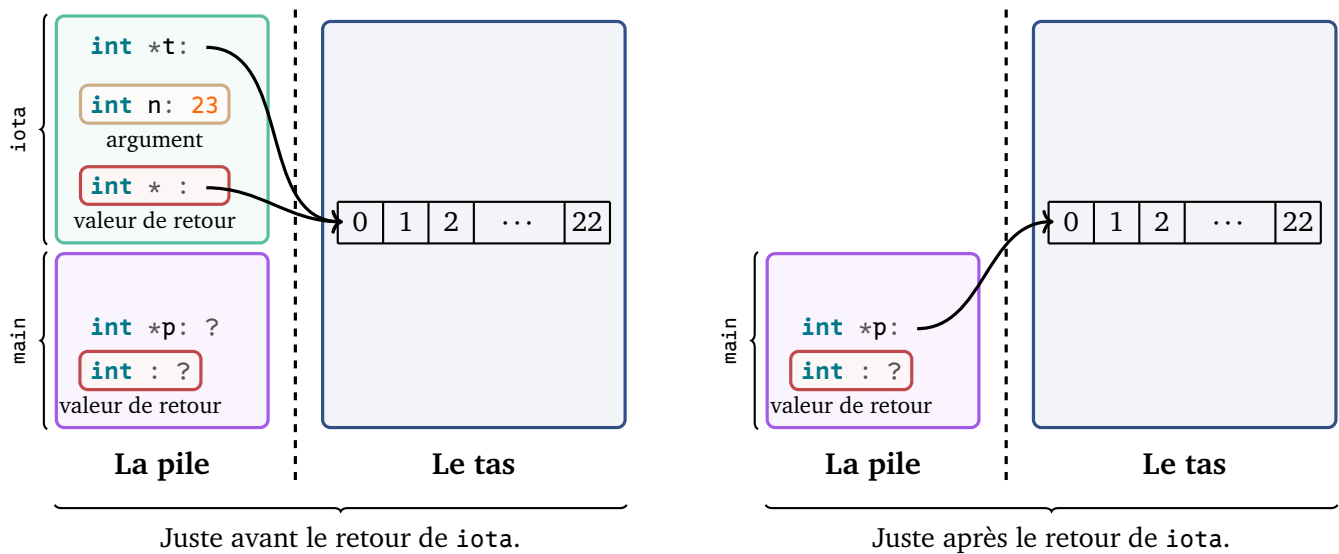 iota
int *t:
int n: 23
argument
int * :
valeur de retour
main
int *p: ?
int : ?
valeur de retour
0 1 2 ⋯ 22
La pile
Le tas
Juste avant le retour de iota.
main
int *p:
int : ?
valeur de retour
0 1 2 ⋯ 22
La pile
Le tas
Juste après le retour de iota.